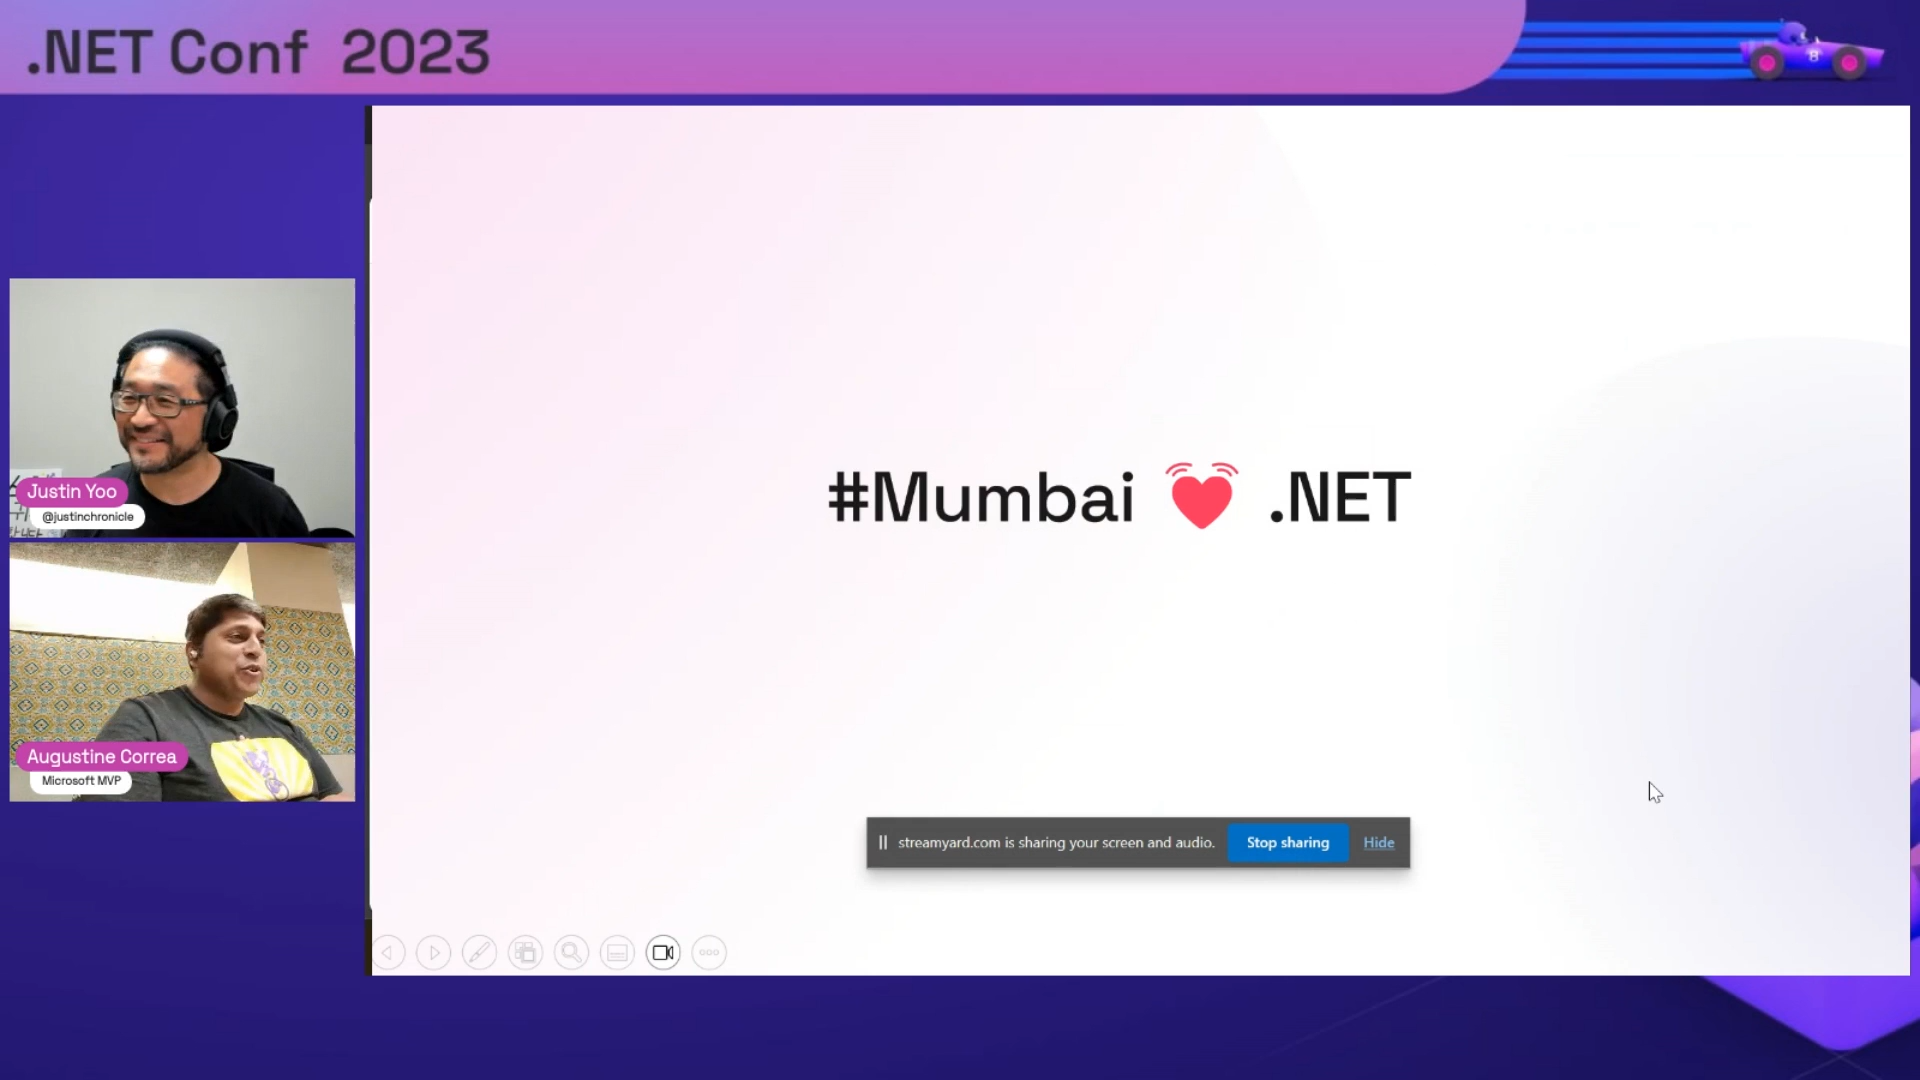 .NET Conf 2023
8
Justin Yoo
@justinchronicle
Augustine Correa
Microsoft MVP
#Mumbai 💓 .NET
streamyard.com is sharing your screen and audio.
Stop sharing
Hide